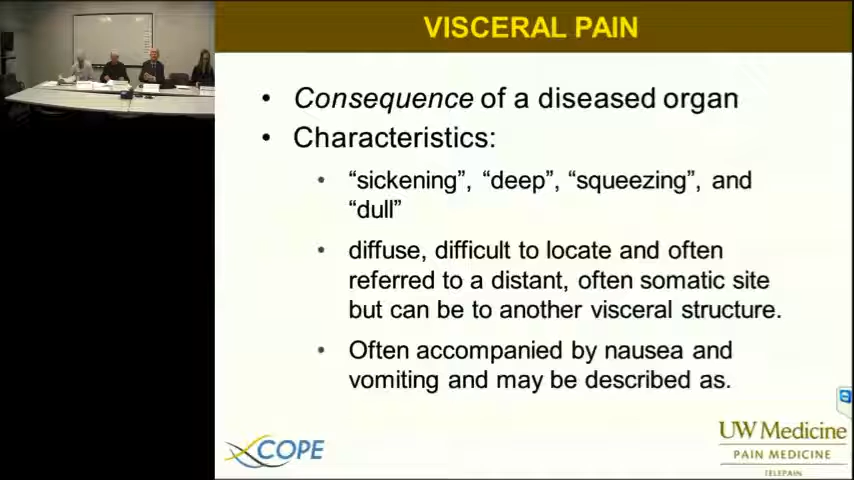 VISCERAL PAIN
• Consequence of a diseased organ
• Characteristics:
• “sickening”, “deep”, “squeezing”, and
“dull”
• diffuse, difficult to locate and often
referred to a distant, often somatic site
but can be to another visceral structure.
• Often accompanied by nausea and
vomiting and may be described as.
COPE
UW Medicine
PAIN MEDICINE
TELEPAIN